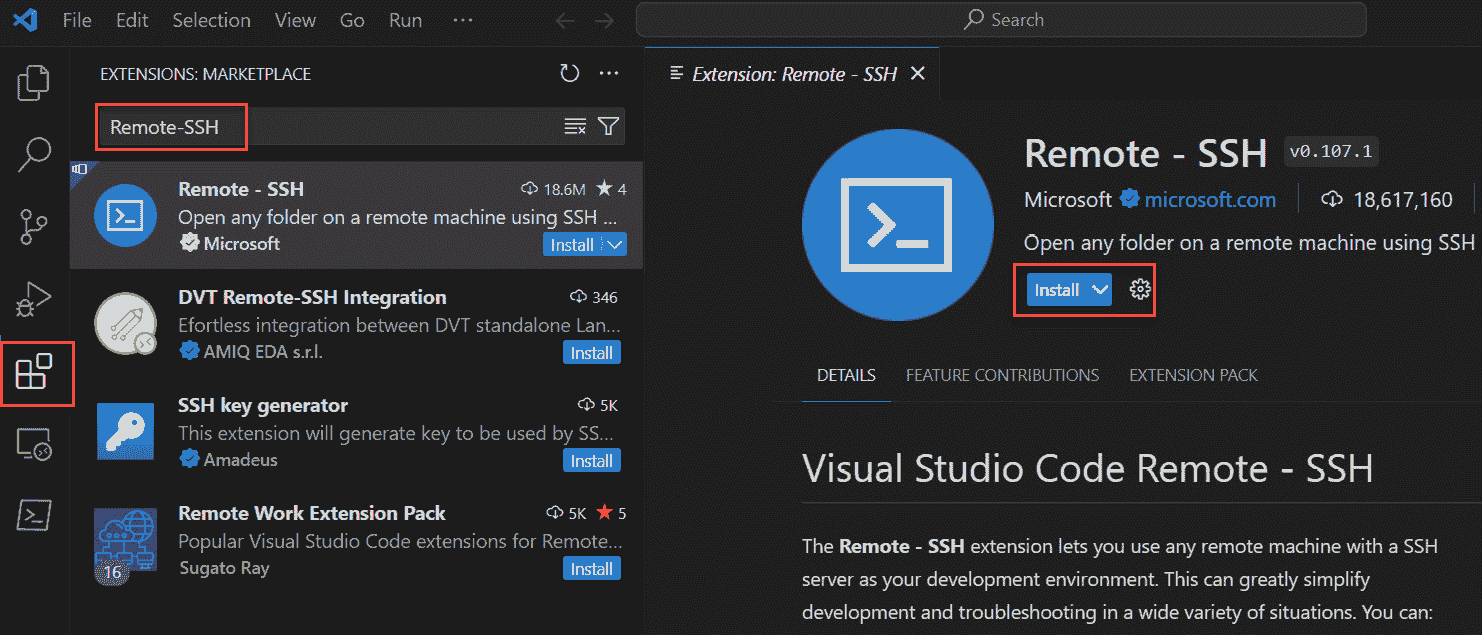 File Edit Selection View Go Run ···
Search
EXTENSIONS: MARKETPLACE
Remote-SSH
Remote - SSH 18.6M 4
Open any folder on a remote machine using SSH ...
Microsoft Install
DVT Remote-SSH Integration 346
Efortless integration between DVT standalone Lan...
AMIQ EDA s.r.l. Install
SSH key generator 5K
This extension will generate key to be used by SS...
Amadeus Install
Remote Work Extension Pack 5K 5
Popular Visual Studio Code extensions for Remote...
16
Sugato Ray Install
Extension: Remote - SSH
Remote - SSH v0.107.1
Microsoft microsoft.com 18,617,160
Open any folder on a remote machine using SSH
Install
DETAILS FEATURE CONTRIBUTIONS EXTENSION PACK
Visual Studio Code Remote - SSH
The Remote - SSH extension lets you use any remote machine with a SSH
server as your development environment. This can greatly simplify
development and troubleshooting in a wide variety of situations. You can: